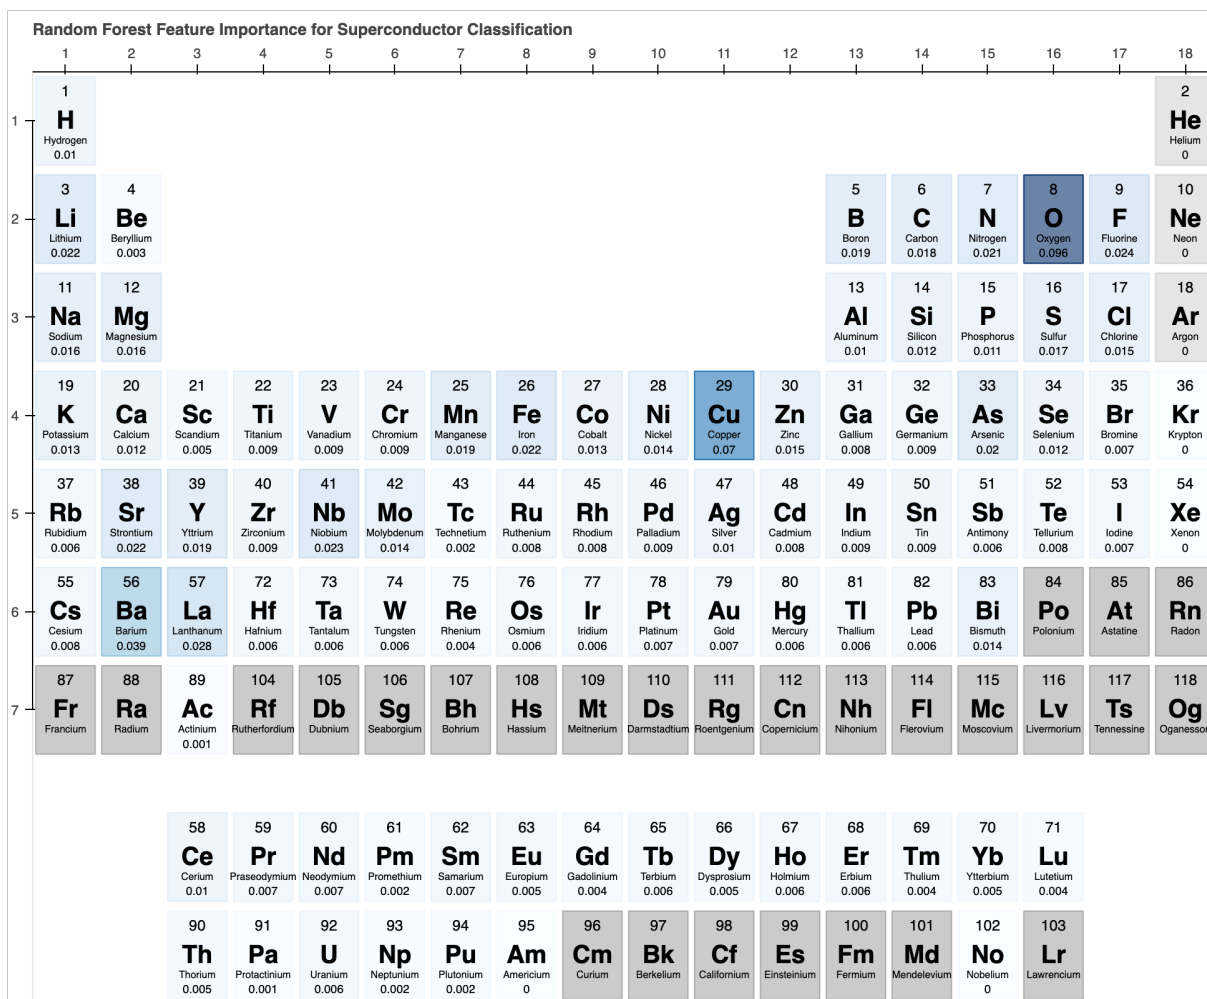 Random Forest Feature Importance for Superconductor Classification
1 2 3 4 5 6 7 8 9 10 11 12 13 14 15 16 17 18
1
1 2
H He
Hydrogen Helium
0.01 0
2
3 4 5 6 7 8 9 10
Li Be B C N O F Ne
Lithium Beryllium Boron Carbon Nitrogen Oxygen Fluorine Neon
0.022 0.003 0.019 0.018 0.021 0.096 0.024 0
3
11 12 13 14 15 16 17 18
Na Mg Al Si P S Cl Ar
Sodium Magnesium Aluminum Silicon Phosphorus Sulfur Chlorine Argon
0.016 0.016 0.01 0.012 0.011 0.017 0.015 0
4
19 20 21 22 23 24 25 26 27 28 29 30 31 32 33 34 35 36
K Ca Sc Ti V Cr Mn Fe Co Ni Cu Zn Ga Ge As Se Br Kr
Potassium Calcium Scandium Titanium Vanadium Chromium Manganese Iron Cobalt Nickel Copper Zinc Gallium Germanium Arsenic Selenium Bromine Krypton
0.013 0.012 0.005 0.009 0.009 0.009 0.019 0.022 0.013 0.014 0.07 0.015 0.008 0.009 0.02 0.012 0.007 0
5
37 38 39 40 41 42 43 44 45 46 47 48 49 50 51 52 53 54
Rb Sr Y Zr Nb Mo Tc Ru Rh Pd Ag Cd In Sn Sb Te I Xe
Rubidium Strontium Yttrium Zirconium Niobium Molybdenum Technetium Ruthenium Rhodium Palladium Silver Cadmium Indium Tin Antimony Tellurium Iodine Xenon
0.006 0.022 0.019 0.009 0.023 0.014 0.002 0.008 0.008 0.009 0.01 0.008 0.009 0.009 0.006 0.008 0.007 0
6
55 56 57 72 73 74 75 76 77 78 79 80 81 82 83 84 85 86
Cs Ba La Hf Ta W Re Os Ir Pt Au Hg Tl Pb Bi Po At Rn
Cesium Barium Lanthanum Hafnium Tantalum Tungsten Rhenium Osmium Iridium Platinum Gold Mercury Thallium Lead Bismuth Polonium Astatine Radon
0.008 0.039 0.028 0.006 0.006 0.006 0.004 0.006 0.006 0.007 0.007 0.006 0.006 0.006 0.014
7
87 88 89 104 105 106 107 108 109 110 111 112 113 114 115 116 117 118
Fr Ra Ac Rf Db Sg Bh Hs Mt Ds Rg Cn Nh Fl Mc Lv Ts Og
Francium Radium Actinium Rutherfordium Dubnium Seaborgium Bohrium Hassium Meitnerium Darmstadtium Roentgenium Copernicium Nihonium Flerovium Moscovium Livermorium Tennessine Oganesso
0.001
58 59 60 61 62 63 64 65 66 67 68 69 70 71
Ce Pr Nd Pm Sm Eu Gd Tb Dy Ho Er Tm Yb Lu
Cerium Praseodymium Neodymium Promethium Samarium Europium Gadolinium Terbium Dysprosium Holmium Erbium Thulium Ytterbium Lutetium
0.01 0.007 0.007 0.002 0.007 0.005 0.004 0.006 0.005 0.006 0.006 0.004 0.005 0.004
90 91 92 93 94 95 96 97 98 99 100 101 102 103
Th Pa U Np Pu Am Cm Bk Cf Es Fm Md No Lr
Thorium Protactinium Uranium Neptunium Plutonium Americium Curium Berkelium Californium Einsteinium Fermium Mendelevium Nobelium Lawrencium
0.005 0.001 0.006 0.002 0.002 0 0